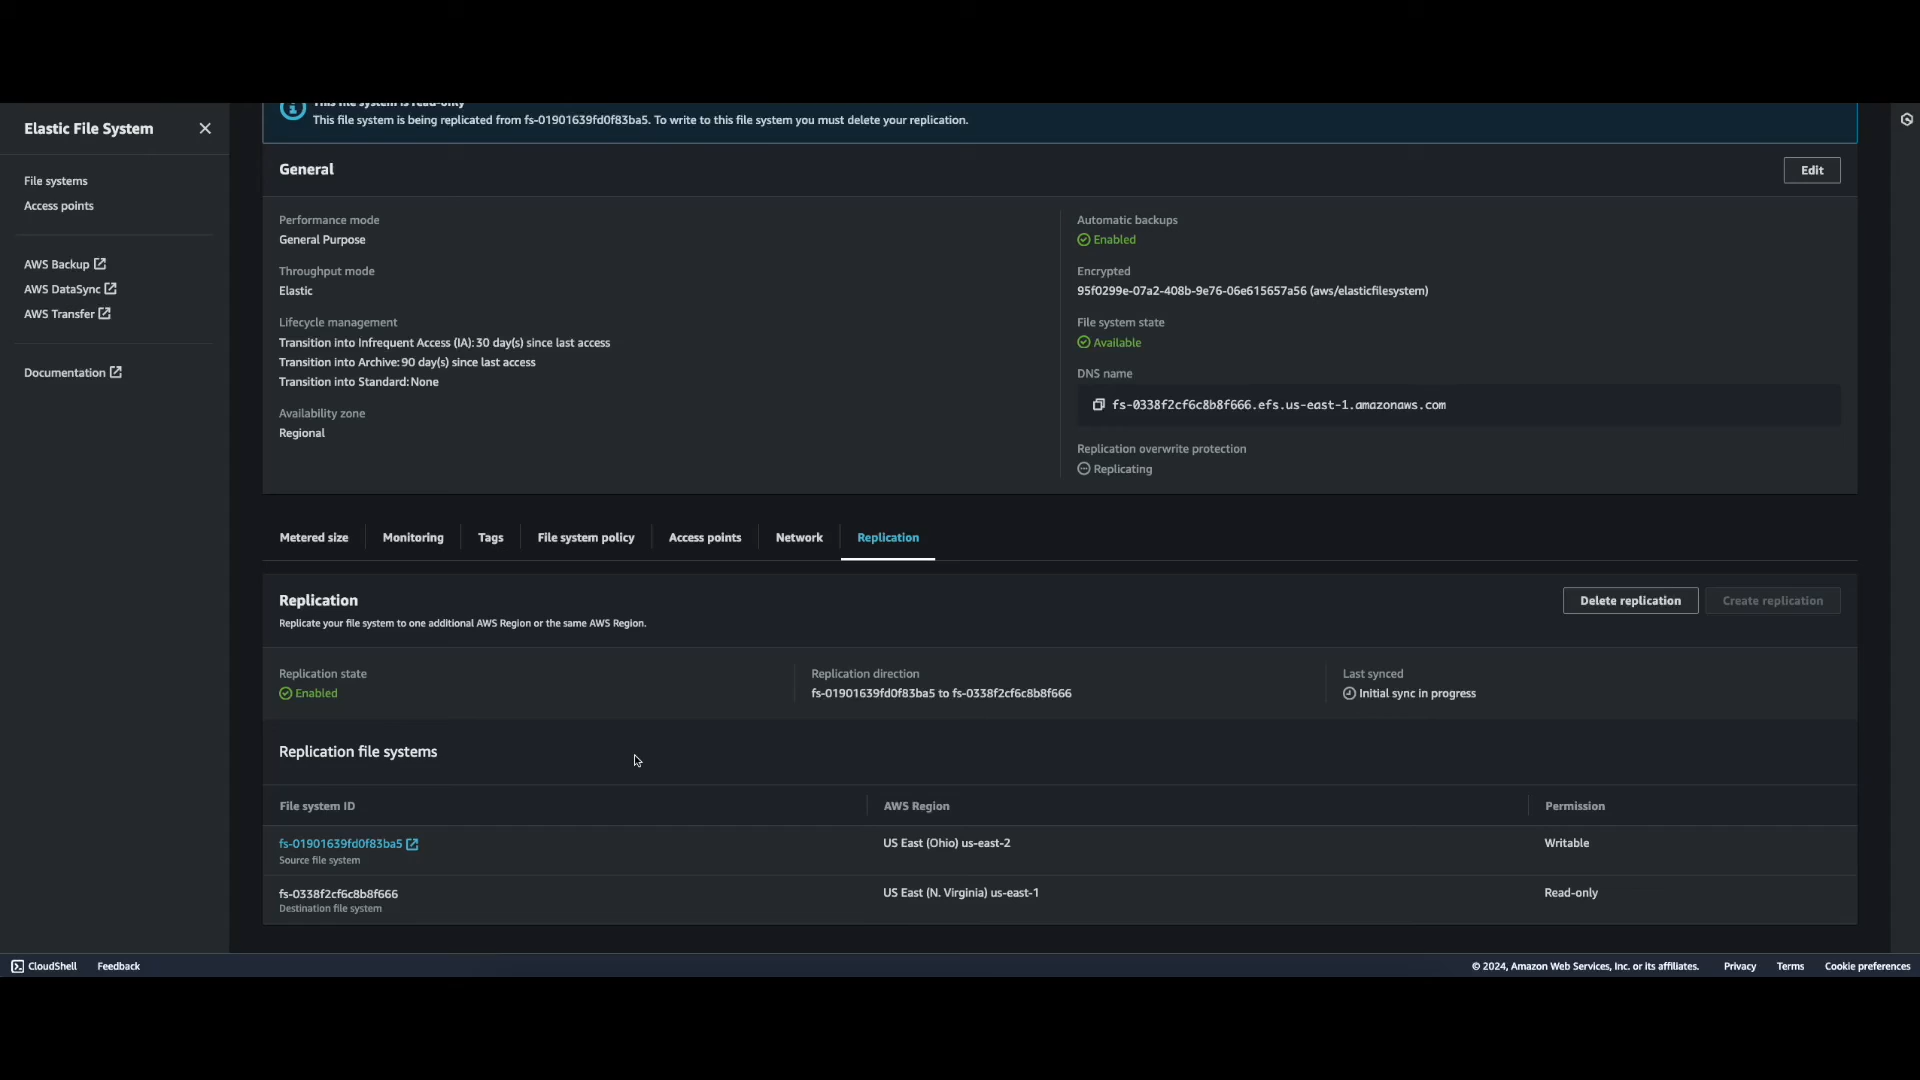 This file system is read-only
This file system is being replicated from fs-01901639fd0f83ba5. To write to this file system you must delete your replication.
Elastic File System
File systems
Access points
AWS Backup
AWS DataSync
AWS Transfer
Documentation
General
Edit
Performance mode
General Purpose
Throughput mode
Elastic
Lifecycle management
Transition into Infrequent Access (IA): 30 day(s) since last access
Transition into Archive: 90 day(s) since last access
Transition into Standard: None
Availability zone
Regional
Automatic backups
Enabled
Encrypted
95f0299e-07a2-408b-9e76-06e615657a56 (aws/elasticfilesystem)
File system state
Available
DNS name
fs-0338f2cf6c8b8f666.efs.us-east-1.amazonaws.com
Replication overwrite protection
Replicating
Metered size Monitoring Tags File system policy Access points Network Replication
Replication
Replicate your file system to one additional AWS Region or the same AWS Region.
Delete replication Create replication
Replication state
Enabled
Replication direction
fs-01901639fd0f83ba5 to fs-0338f2cf6c8b8f666
Last synced
Initial sync in progress
Replication file systems
File system ID AWS Region Permission
fs-01901639fd0f83ba5 US East (Ohio) us-east-2 Writable
Source file system
fs-0338f2cf6c8b8f666 US East (N. Virginia) us-east-1 Read-only
Destination file system
CloudShell Feedback © 2024, Amazon Web Services, Inc. or its affiliates. Privacy Terms Cookie preferences